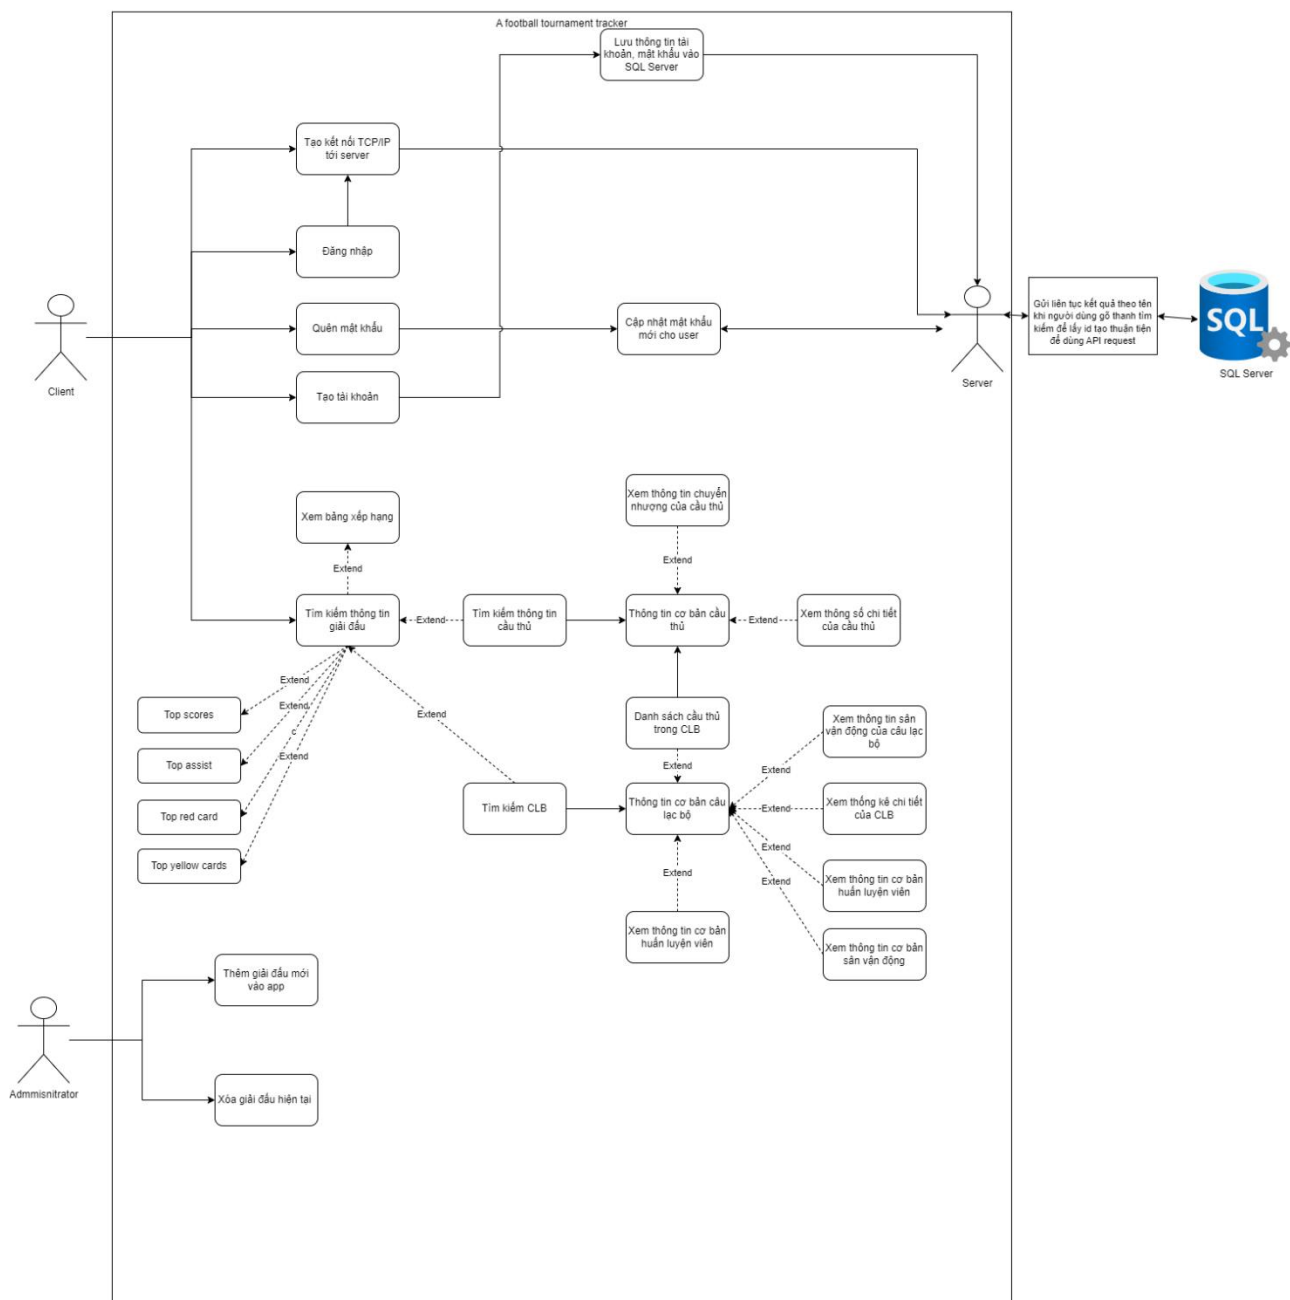 A football tournament tracker
Lưu thông tin tài
khoản, mật khẩu vào
SQL Server
Tạo kết nối TCP/IP
tới server
Đăng nhập
Quên mật khẩu
Cập nhật mật khẩu
mới cho user
Tạo tài khoản
Client
Server
Gửi liên tục kết quả theo tên
khi người dùng gõ thanh tìm
kiếm để lấy id tạo thuận tiện
để dùng API request
SQL
SQL Server
Xem thông tin chuyển
nhượng của cầu thủ
Xem bảng xếp hạng
Extend
Extend
Tìm kiếm thông tin
giải đấu
Extend
Tìm kiếm thông tin
cầu thủ
Thông tin cơ bản cầu
thủ
Extend
Xem thông số chi tiết
của cầu thủ
Extend
Top scores
Extend
c
Extend
Top assist
Top red card
Top yellow cards
Extend
Danh sách cầu thủ
trong CLB
Extend
Xem thông tin sân
vận động của câu lạc
bộ
Extend
Tìm kiếm CLB
Thông tin cơ bản câu
lạc bộ
Extend
Xem thống kê chi tiết
của CLB
Extend
Extend
Extend
Xem thông tin cơ bản
huấn luyện viên
Xem thông tin cơ bản
huấn luyện viên
Xem thông tin cơ bản
sân vận động
Thêm giải đấu mới
vào app
Admmisnitrator
Xóa giải đấu hiện tại